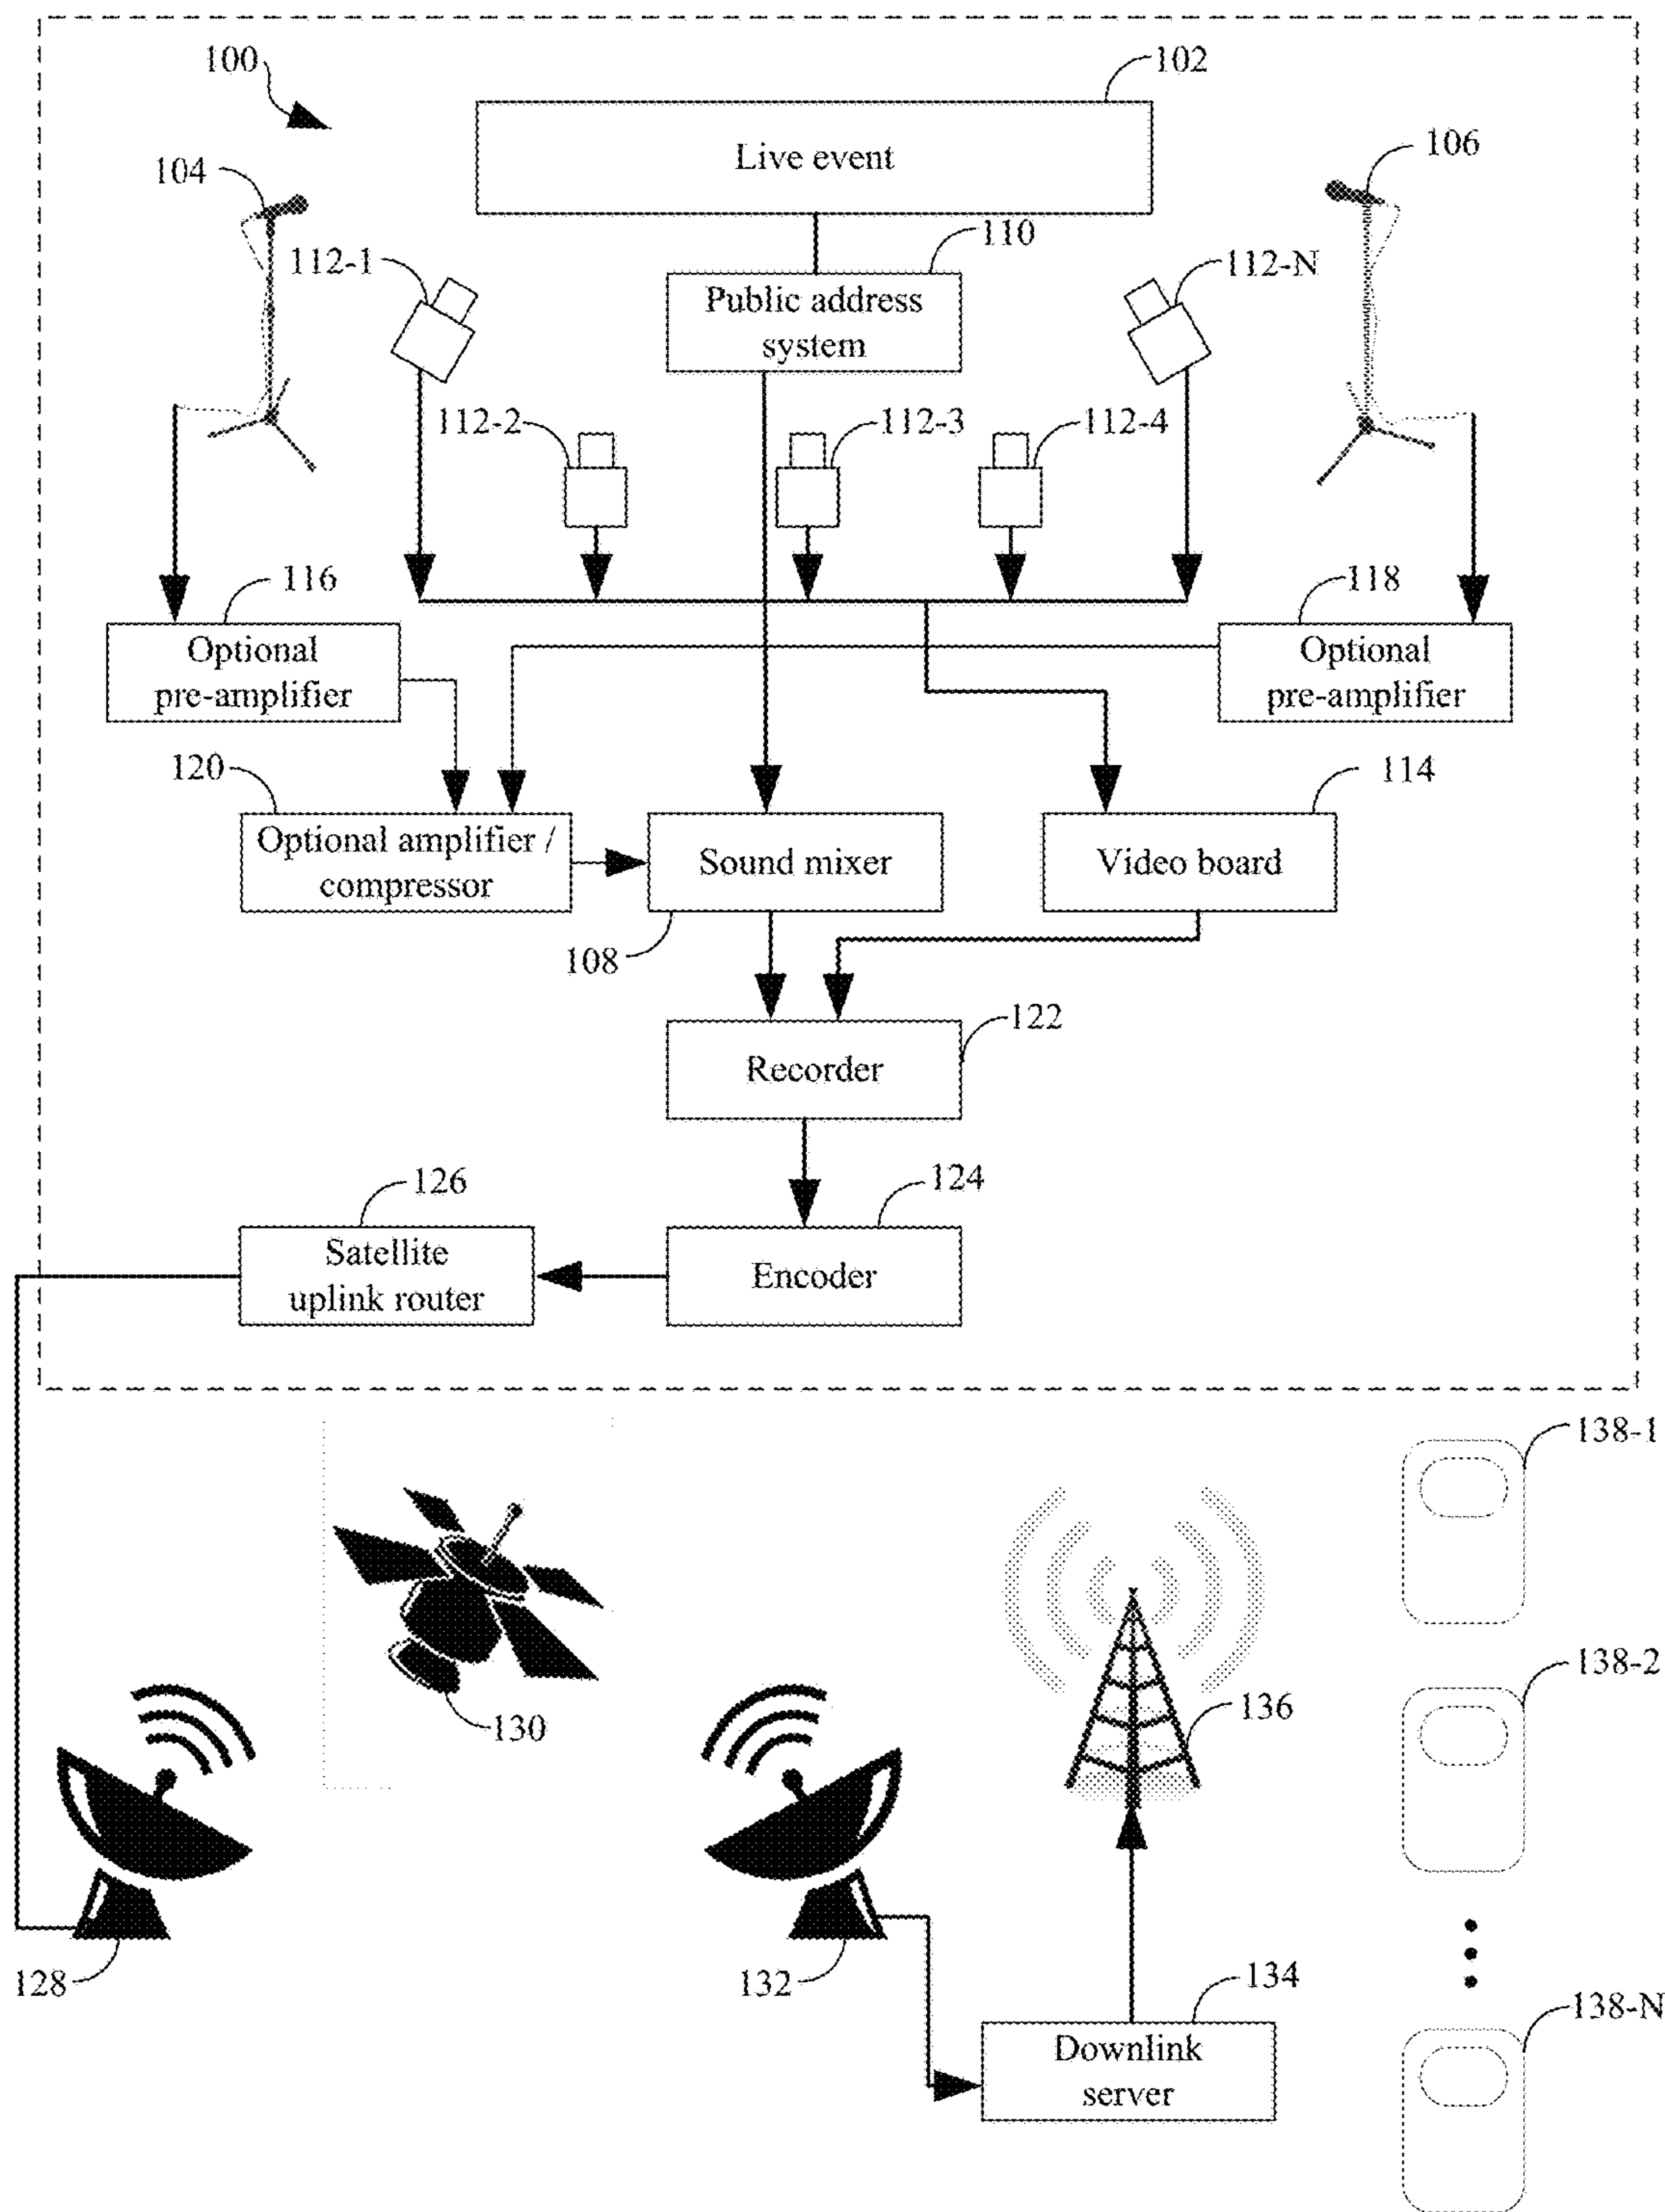 100
102
Live event
104
106
110
112-1
112-N
Public address
system
112-2
112-3
112-4
116
118
Optional
pre-amplifier
Optional
pre-amplifier
120
114
Optional amplifier /
compressor
Sound mixer
Video board
108
122
Recorder
126
124
Satellite
uplink router
Encoder
138-1
138-2
130
136
128
132
134
138-N
Downlink
server